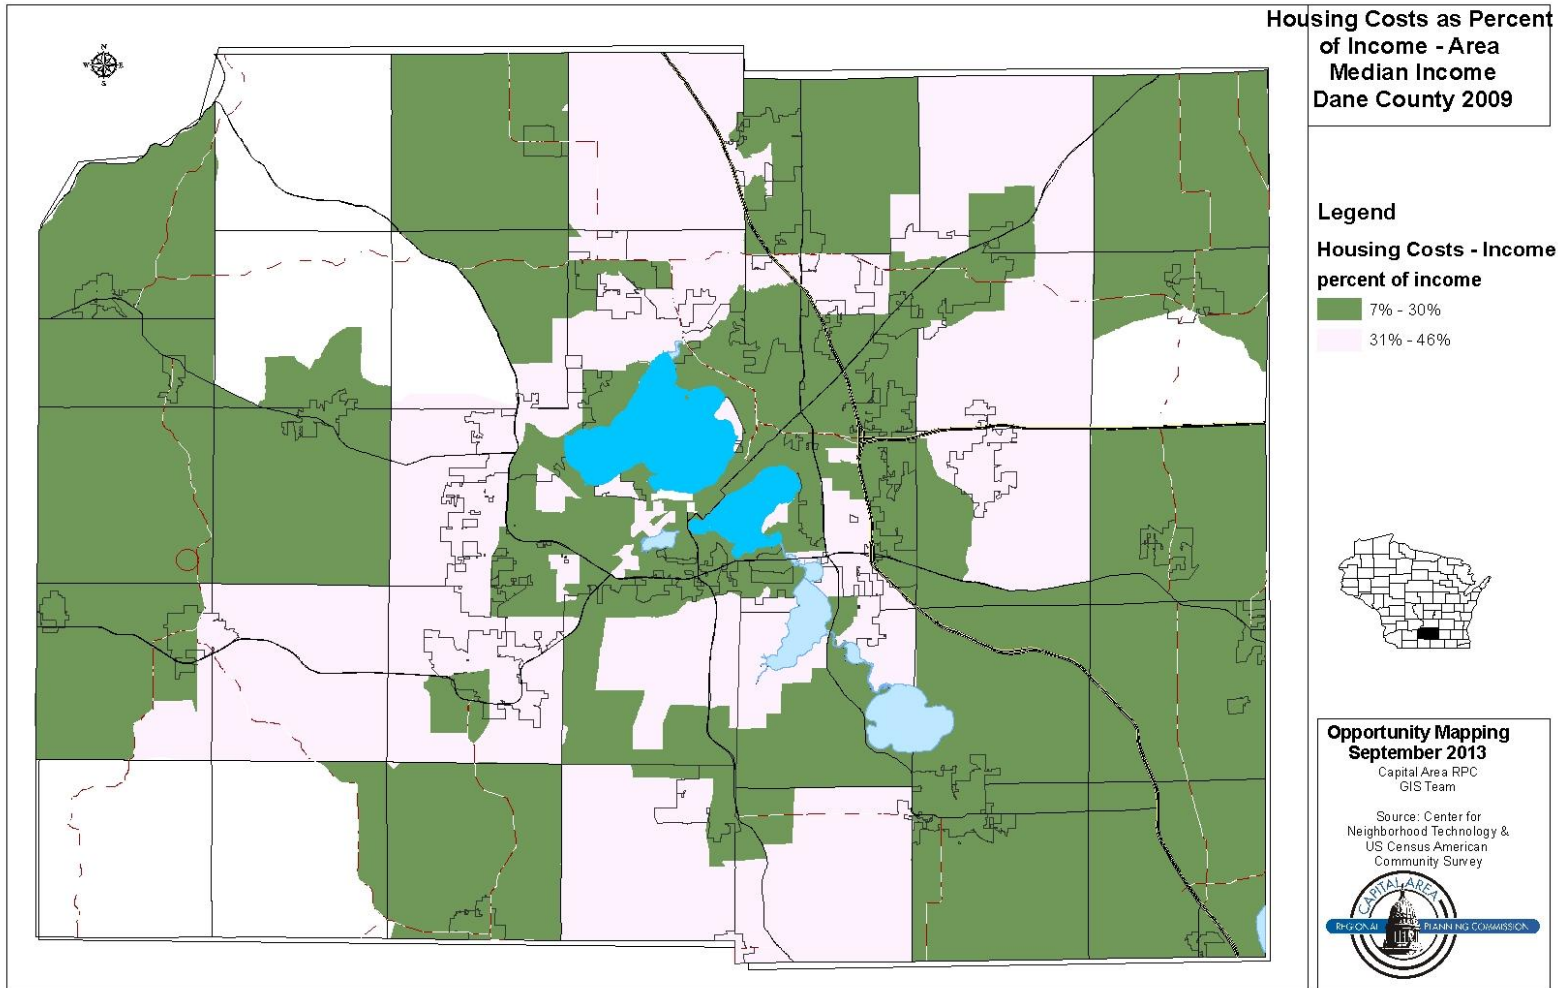 Housing Costs as Percent
of Income - Area
Median Income
Dane County 2009
N
W E
S
Legend
Housing Costs - Income
percent of income
7% - 30%
31% - 46%
Opportunity Mapping
September 2013
Capital Area RPC
GIS Team
Source: Center for
Neighborhood Technology &
US Census American
Community Survey
CAPITAL AREA
REGIONAL PLANNING COMMISSION